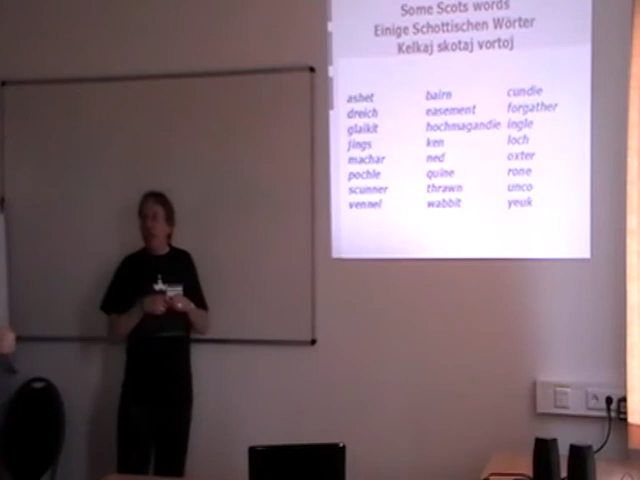 Some Scots words
Einige Schottischen Wörter
Kelkaj skotaj vortoj
ashet bairn cundie
dreich easement forgather
glaikit hochmagandie ingle
jings ken loch
machar ned oxter
pochle quine rone
scunner thrawn unco
vennel wabbit yeuk